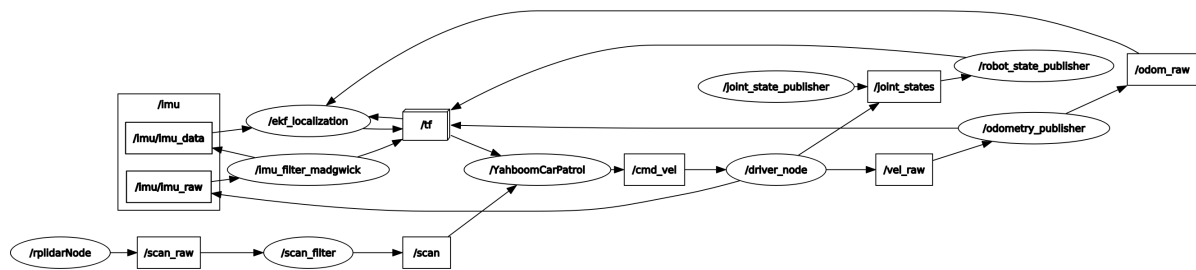 /odom_raw
/robot_state_publisher
/joint_state_publisher
/joint_states
/imu
/ekf_localization
/tf
/odometry_publisher
/imu/imu_data
/imu_filter_madgwick
/YahboomCarPatrol
/cmd_vel
/driver_node
/vel_raw
/imu/imu_raw
/rplidarNode
/scan_raw
/scan_filter
/scan